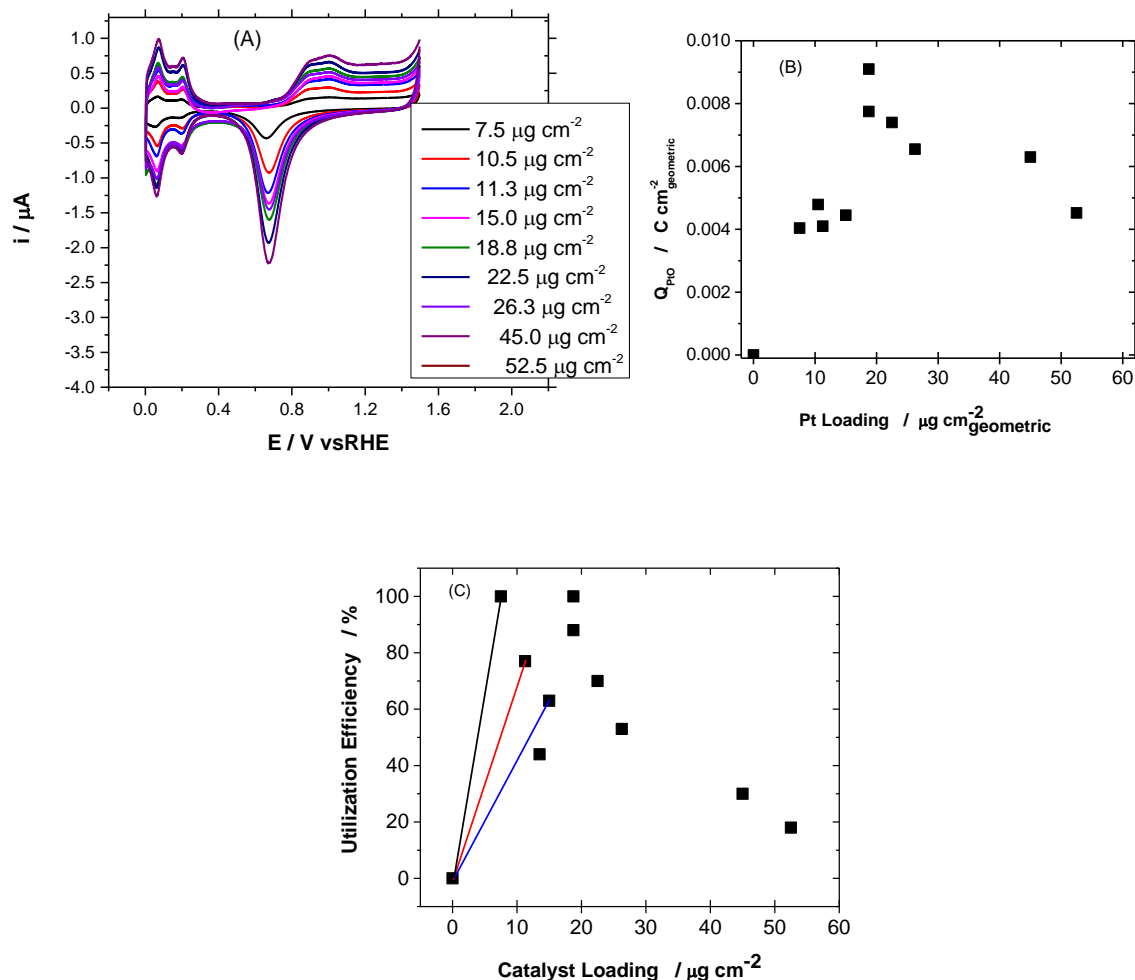 (A)
1.0
0.5
0.0
-0.5
-1.0
-1.5
-2.0
-2.5
-3.0
-3.5
-4.0
i / μA
0.0 0.4 0.8 1.2 1.6 2.0
E / V vsRHE
7.5 μg cm-2
10.5 μg cm-2
11.3 μg cm-2
15.0 μg cm-2
18.8 μg cm-2
22.5 μg cm-2
26.3 μg cm-2
45.0 μg cm-2
52.5 μg cm-2
(B)
0.010
0.008
0.006
0.004
0.002
0.000
QPtO / C cm-2geometric
0 10 20 30 40 50 60
Pt Loading / μg cm-2geometric
(C)
100
80
60
40
20
0
Utilization Efficiency / %
0 10 20 30 40 50 60
Catalyst Loading / μg cm-2